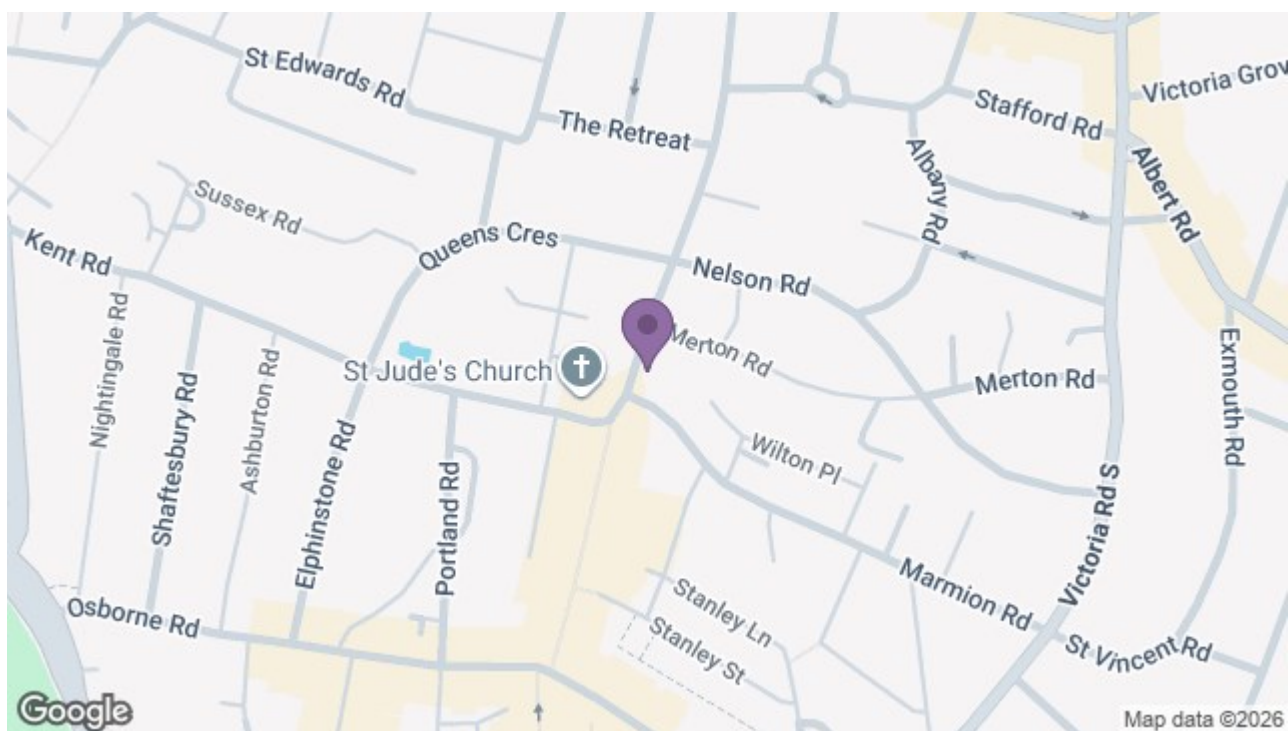 St Edwards Rd
The Retreat
Stafford Rd
Victoria Grov
Albert Rd
Albany Rd
Sussex Rd
Kent Rd
Queens Cres
Nelson Rd
Merton Rd
Merton Rd
St Jude's Church
Nightingale Rd
Shaftesbury Rd
Ashburton Rd
Elphinstone Rd
Portland Rd
Wilton Pl
Exmouth Rd
Victoria Rd S
Marmion Rd
St Vincent Rd
Osborne Rd
Stanley Ln
Stanley St
Google
Map data ©2026